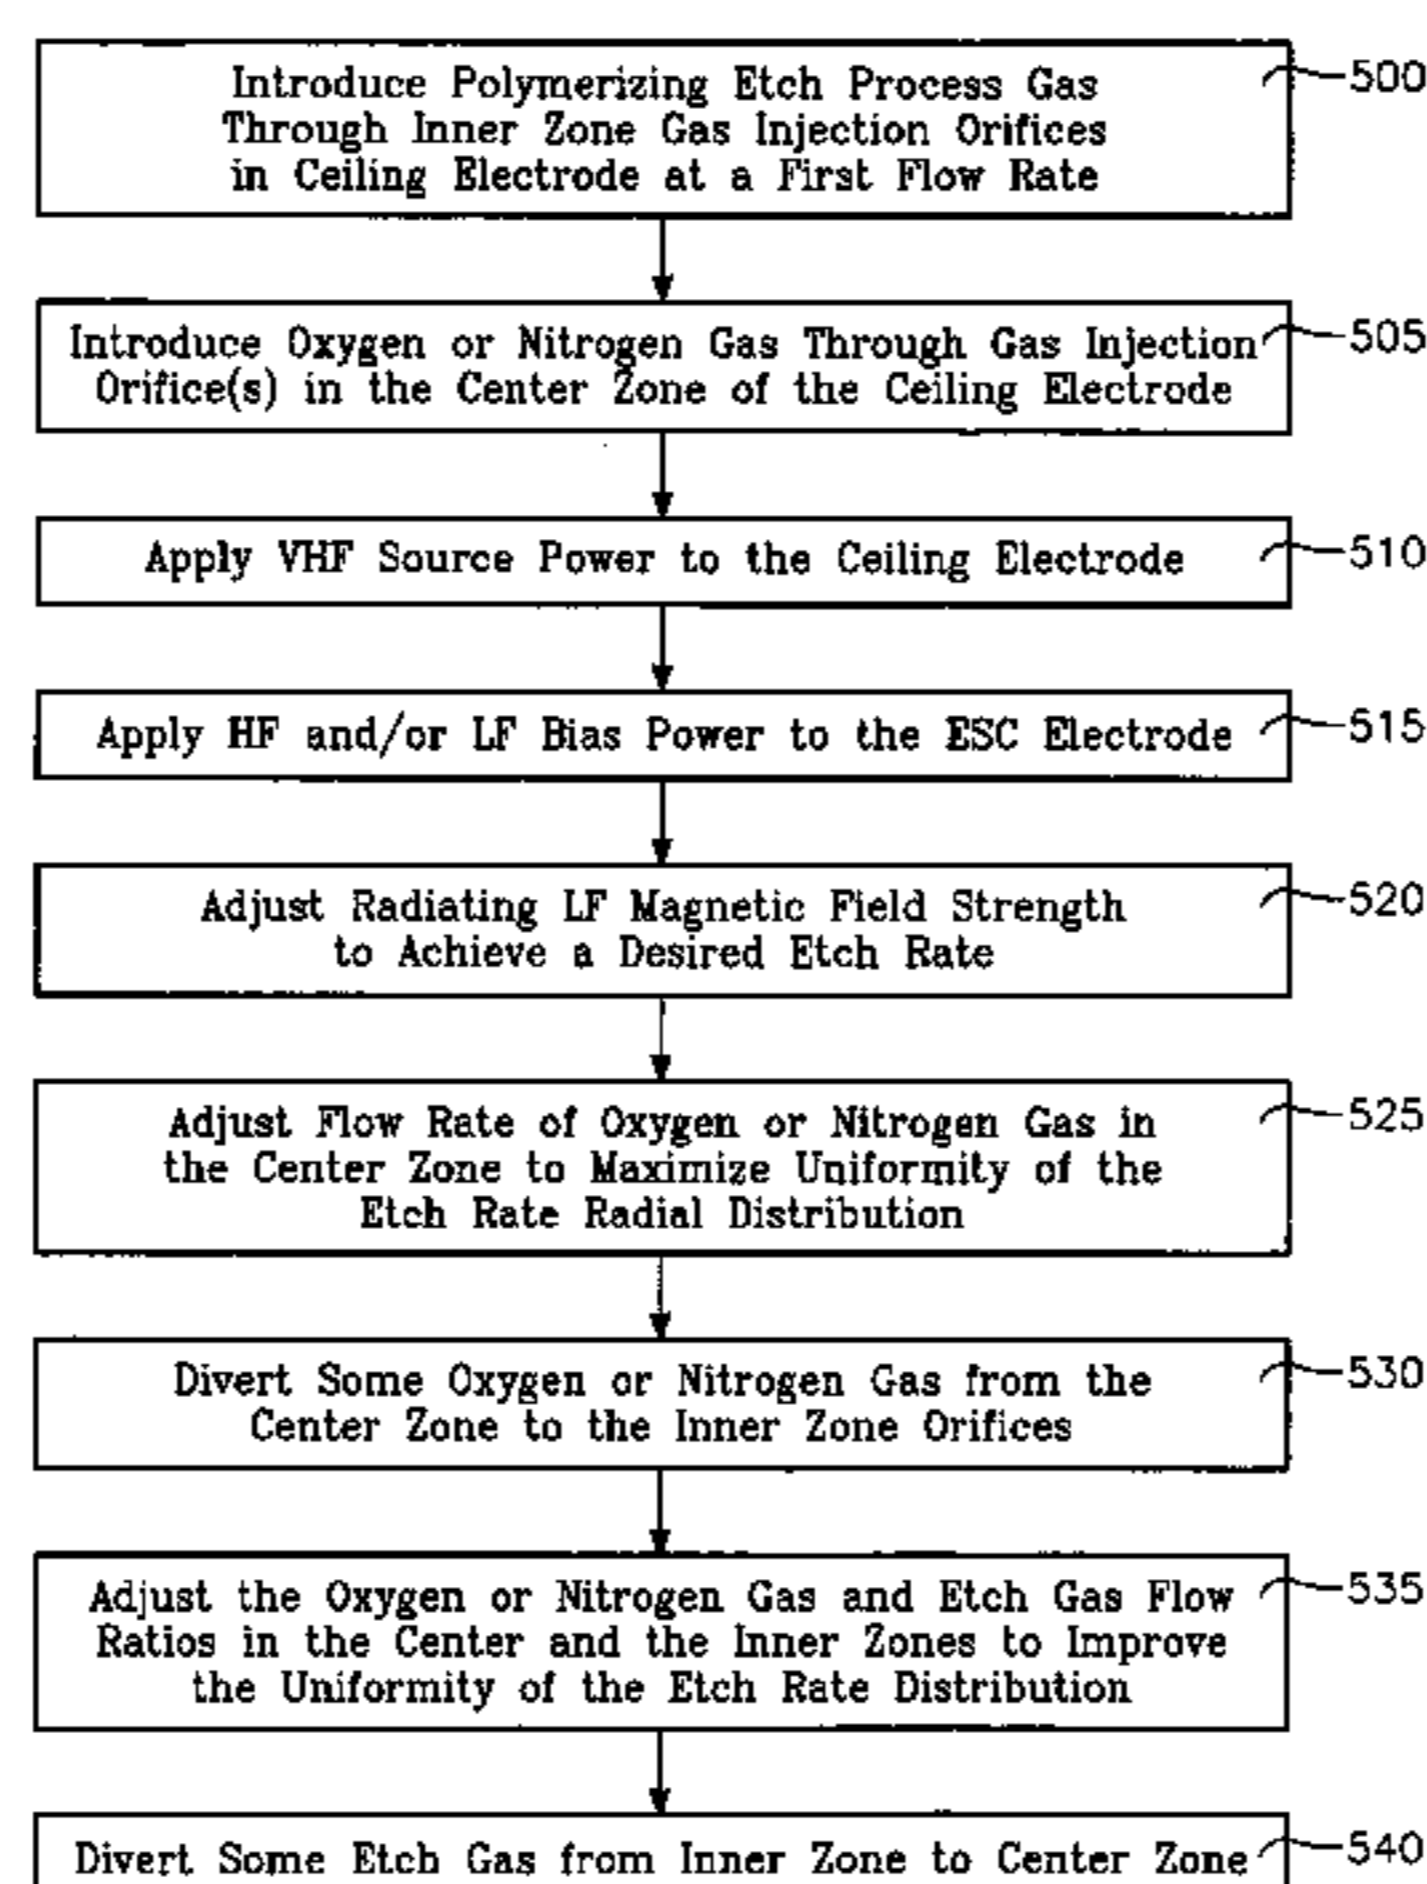 Introduce Polymerizing Etch Process Gas
Through Inner Zone Gas Injection Orifices
in Ceiling Electrode at a First Flow Rate
500
Introduce Oxygen or Nitrogen Gas Through Gas Injection
Orifice(s) in the Center Zone of the Ceiling Electrode
505
Apply VHF Source Power to the Ceiling Electrode
510
Apply HF and/or LF Bias Power to the ESC Electrode
515
Adjust Radiating LF Magnetic Field Strength
to Achieve a Desired Etch Rate
520
Adjust Flow Rate of Oxygen or Nitrogen Gas in
the Center Zone to Maximize Uniformity of the
Etch Rate Radial Distribution
525
Divert Some Oxygen or Nitrogen Gas from the
Center Zone to the Inner Zone Orifices
530
Adjust the Oxygen or Nitrogen Gas and Etch Gas Flow
Ratios in the Center and the Inner Zones to Improve
the Uniformity of the Etch Rate Distribution
535
Divert Some Etch Gas from Inner Zone to Center Zone
540